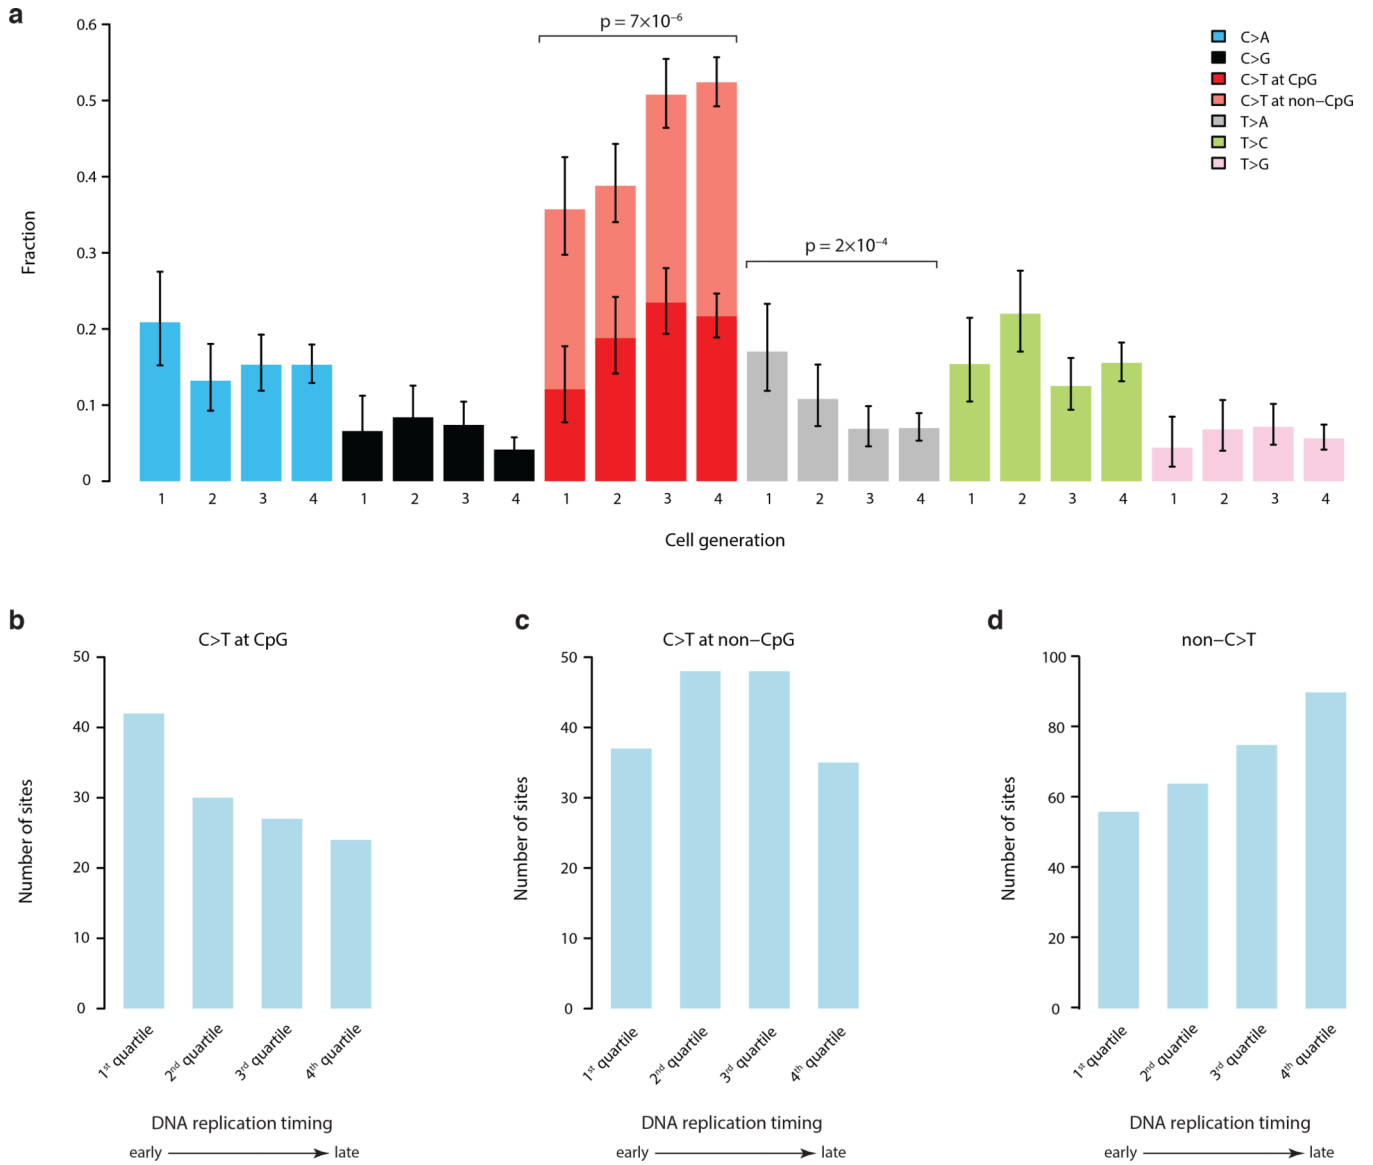 a
p = 7×10⁻⁶
0.6
0.5
0.4
0.3
0.2
0.1
0
Fraction
p = 2×10⁻⁴
C>A
C>G
C>T at CpG
C>T at non−CpG
T>A
T>C
T>G
1 2 3 4 1 2 3 4 1 2 3 4 1 2 3 4 1 2 3 4 1 2 3 4
Cell generation
b
C>T at CpG
50
40
30
20
10
0
Number of sites
1ˢᵗ quartile
2ⁿᵈ quartile
3ʳᵈ quartile
4ᵗʰ quartile
DNA replication timing
early late
c
C>T at non−CpG
50
40
30
20
10
0
Number of sites
1ˢᵗ quartile
2ⁿᵈ quartile
3ʳᵈ quartile
4ᵗʰ quartile
DNA replication timing
early late
d
non−C>T
100
80
60
40
20
0
Number of sites
1ˢᵗ quartile
2ⁿᵈ quartile
3ʳᵈ quartile
4ᵗʰ quartile
DNA replication timing
early late